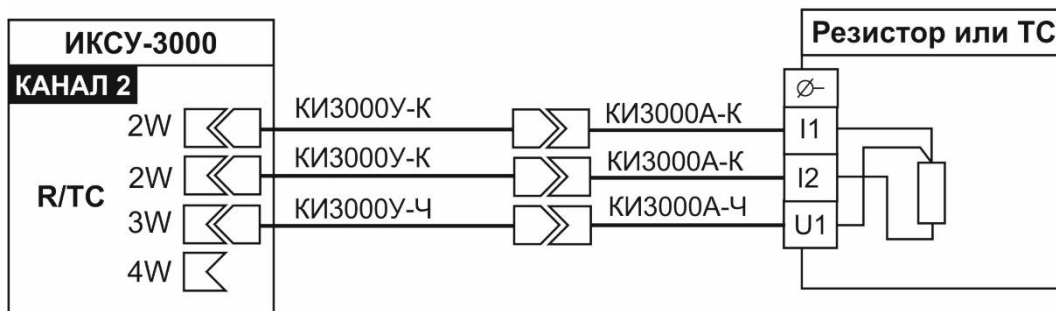 ИКСУ-3000
Резистор или ТС
КАНАЛ 2
2W КИ3000У-К КИ3000А-К I1
2W КИ3000У-К КИ3000А-К I2
R/TC
3W КИ3000У-Ч КИ3000А-Ч U1
4W